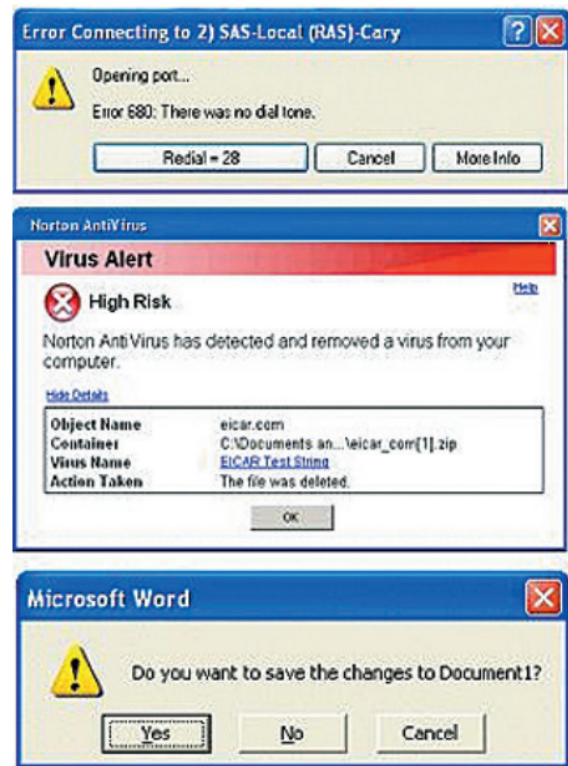 Error Connecting to 2) SAS-Local (RAS)-Cary
Opening port...
Error 680: There was no dial tone.
Redial = 28 Cancel More Info
Norton AntiVirus
Virus Alert
High Risk Help
Norton AntiVirus has detected and removed a virus from your
computer.
Hide Details
Object Name eicar.com
Container C:\Documents an...\eicar_com[1].zip
Virus Name EICAR Test String
Action Taken The file was deleted.
OK
Microsoft Word
Do you want to save the changes to Document1?
Yes No Cancel